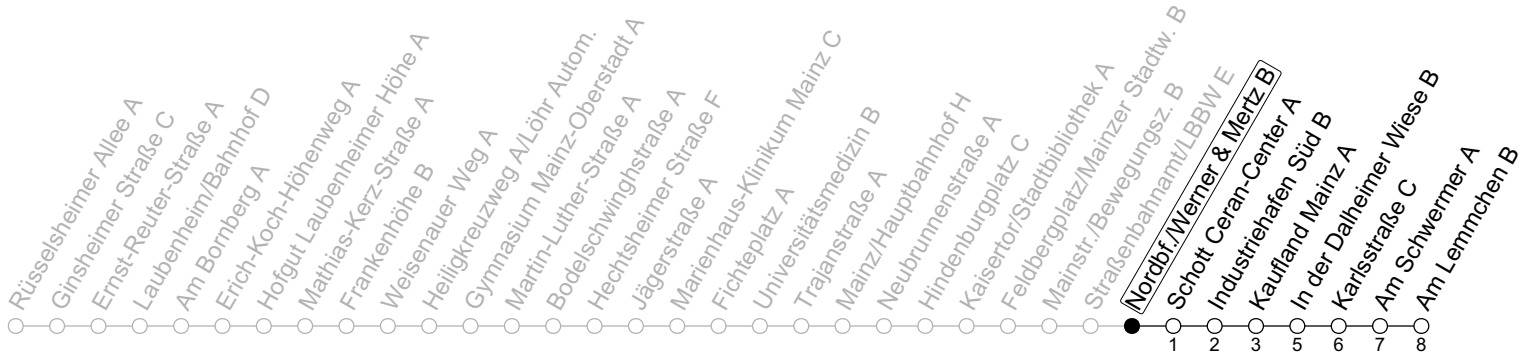 Rüsselsheimer Allee A
Ginsheimer Straße C
Ernst-Reuter-Straße A
Laubenheim/Bahnhof D
Am Bornberg A
Erich-Koch-Höhenweg A
Hofgut Laubenheimer Höhe A
Mathias-Kerz-Straße A
Frankenhöhe B
Weisenauer Weg A
Heiligkreuzweg A/Löhr Autom.
Gymnasium Mainz-Oberstadt A
Martin-Luther-Straße A
Bodelschwinghstraße A
Hechtsheimer Straße F
Jägerstraße A
Marienhaus-Klinikum Mainz C
Fichteplatz A
Universitätsmedizin B
Trajanstraße A
Mainz/Hauptbahnhof H
Neubrunnenstraße A
Hindenburgplatz C
Kaisertor/Stadtbibliothek A
Feldbergplatz/Mainzer Stadtw. B
Mainstr./Bewegungsz. B
Straßenbahnamt/LBBW E
Nordbf./Werner & Mertz B
Schott Ceran-Center A
Industriehafen Süd B
Kaufland Mainz A
In der Dalheimer Wiese B
Karlsstraße C
Am Schwermer A
Am Lemmchen B
1 2 3 5 6 7 8